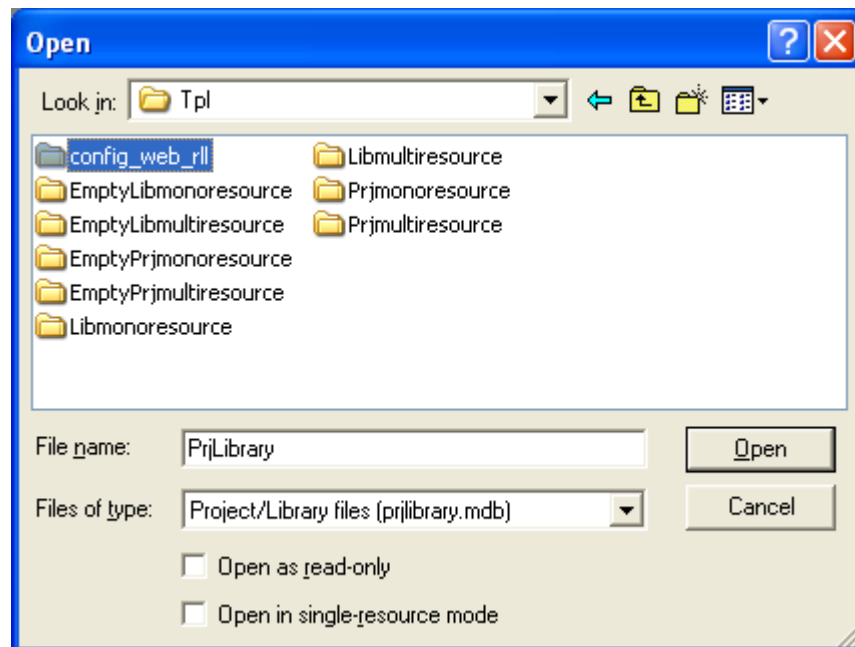 Open
Look in: Tpl
config_web_rll Libmultiresource
EmptyLibmonoresource Prjmonoresource
EmptyLibmultiresource Prjmultiresource
EmptyPrjmonoresource
EmptyPrjmultiresource
Libmonoresource
File name: PrjLibrary Open
Files of type: Project/Library files (prjlibrary.mdb) Cancel
Open as read-only
Open in single-resource mode